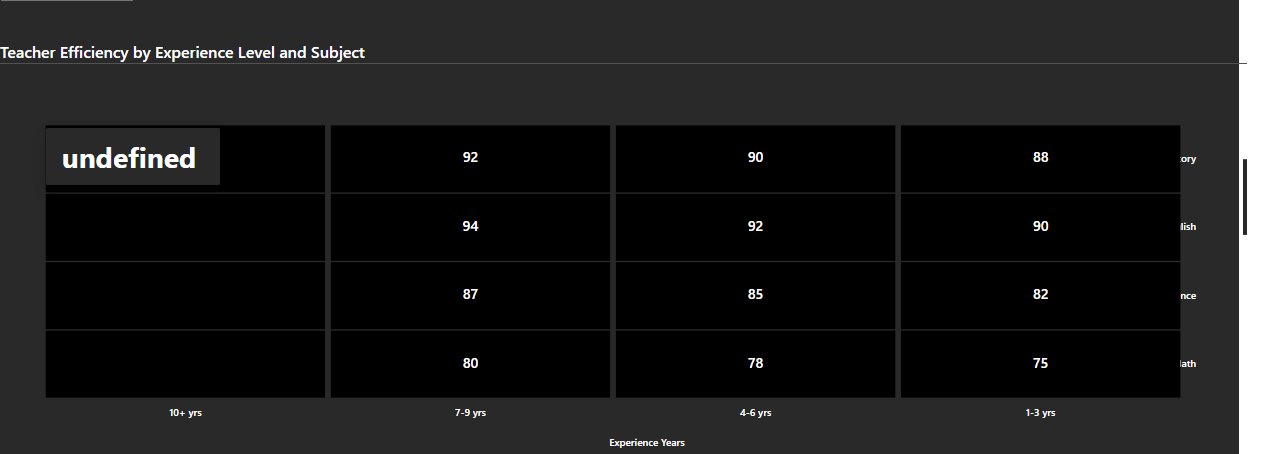 Teacher Efficiency by Experience Level and Subject
undefined 92 90 88 tory
94 92 90 lish
87 85 82 nce
80 78 75 lath
10+ yrs 7-9 yrs 4-6 yrs 1-3 yrs
Experience Years